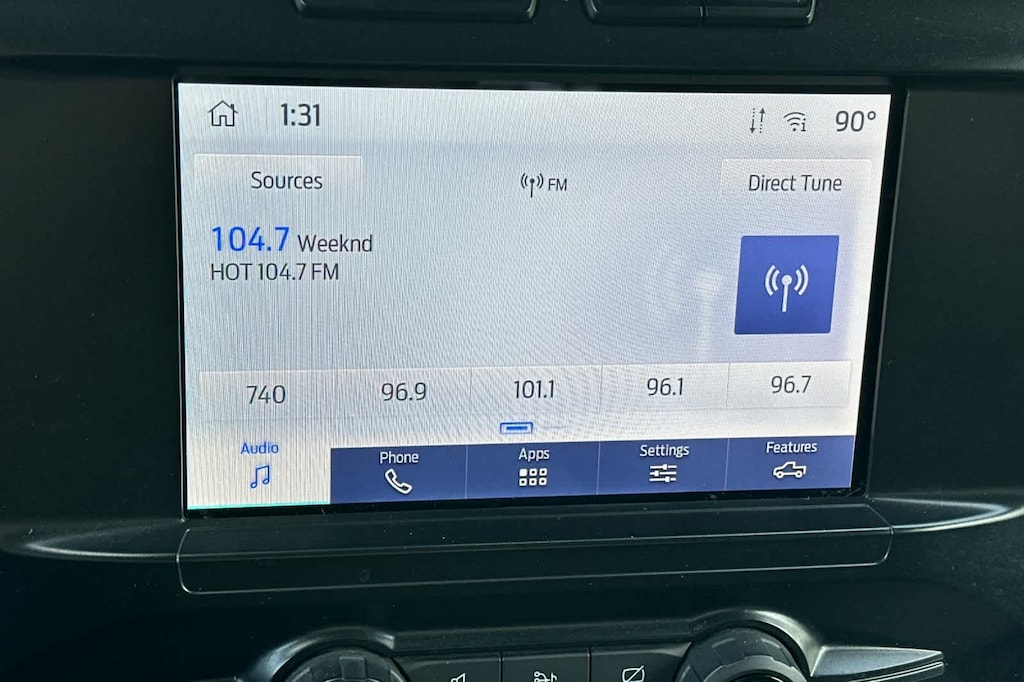 1:31 90°
Sources FM Direct Tune
104.7 Weeknd
HOT 104.7 FM
740 96.9 101.1 96.1 96.7
Audio Phone Apps Settings Features